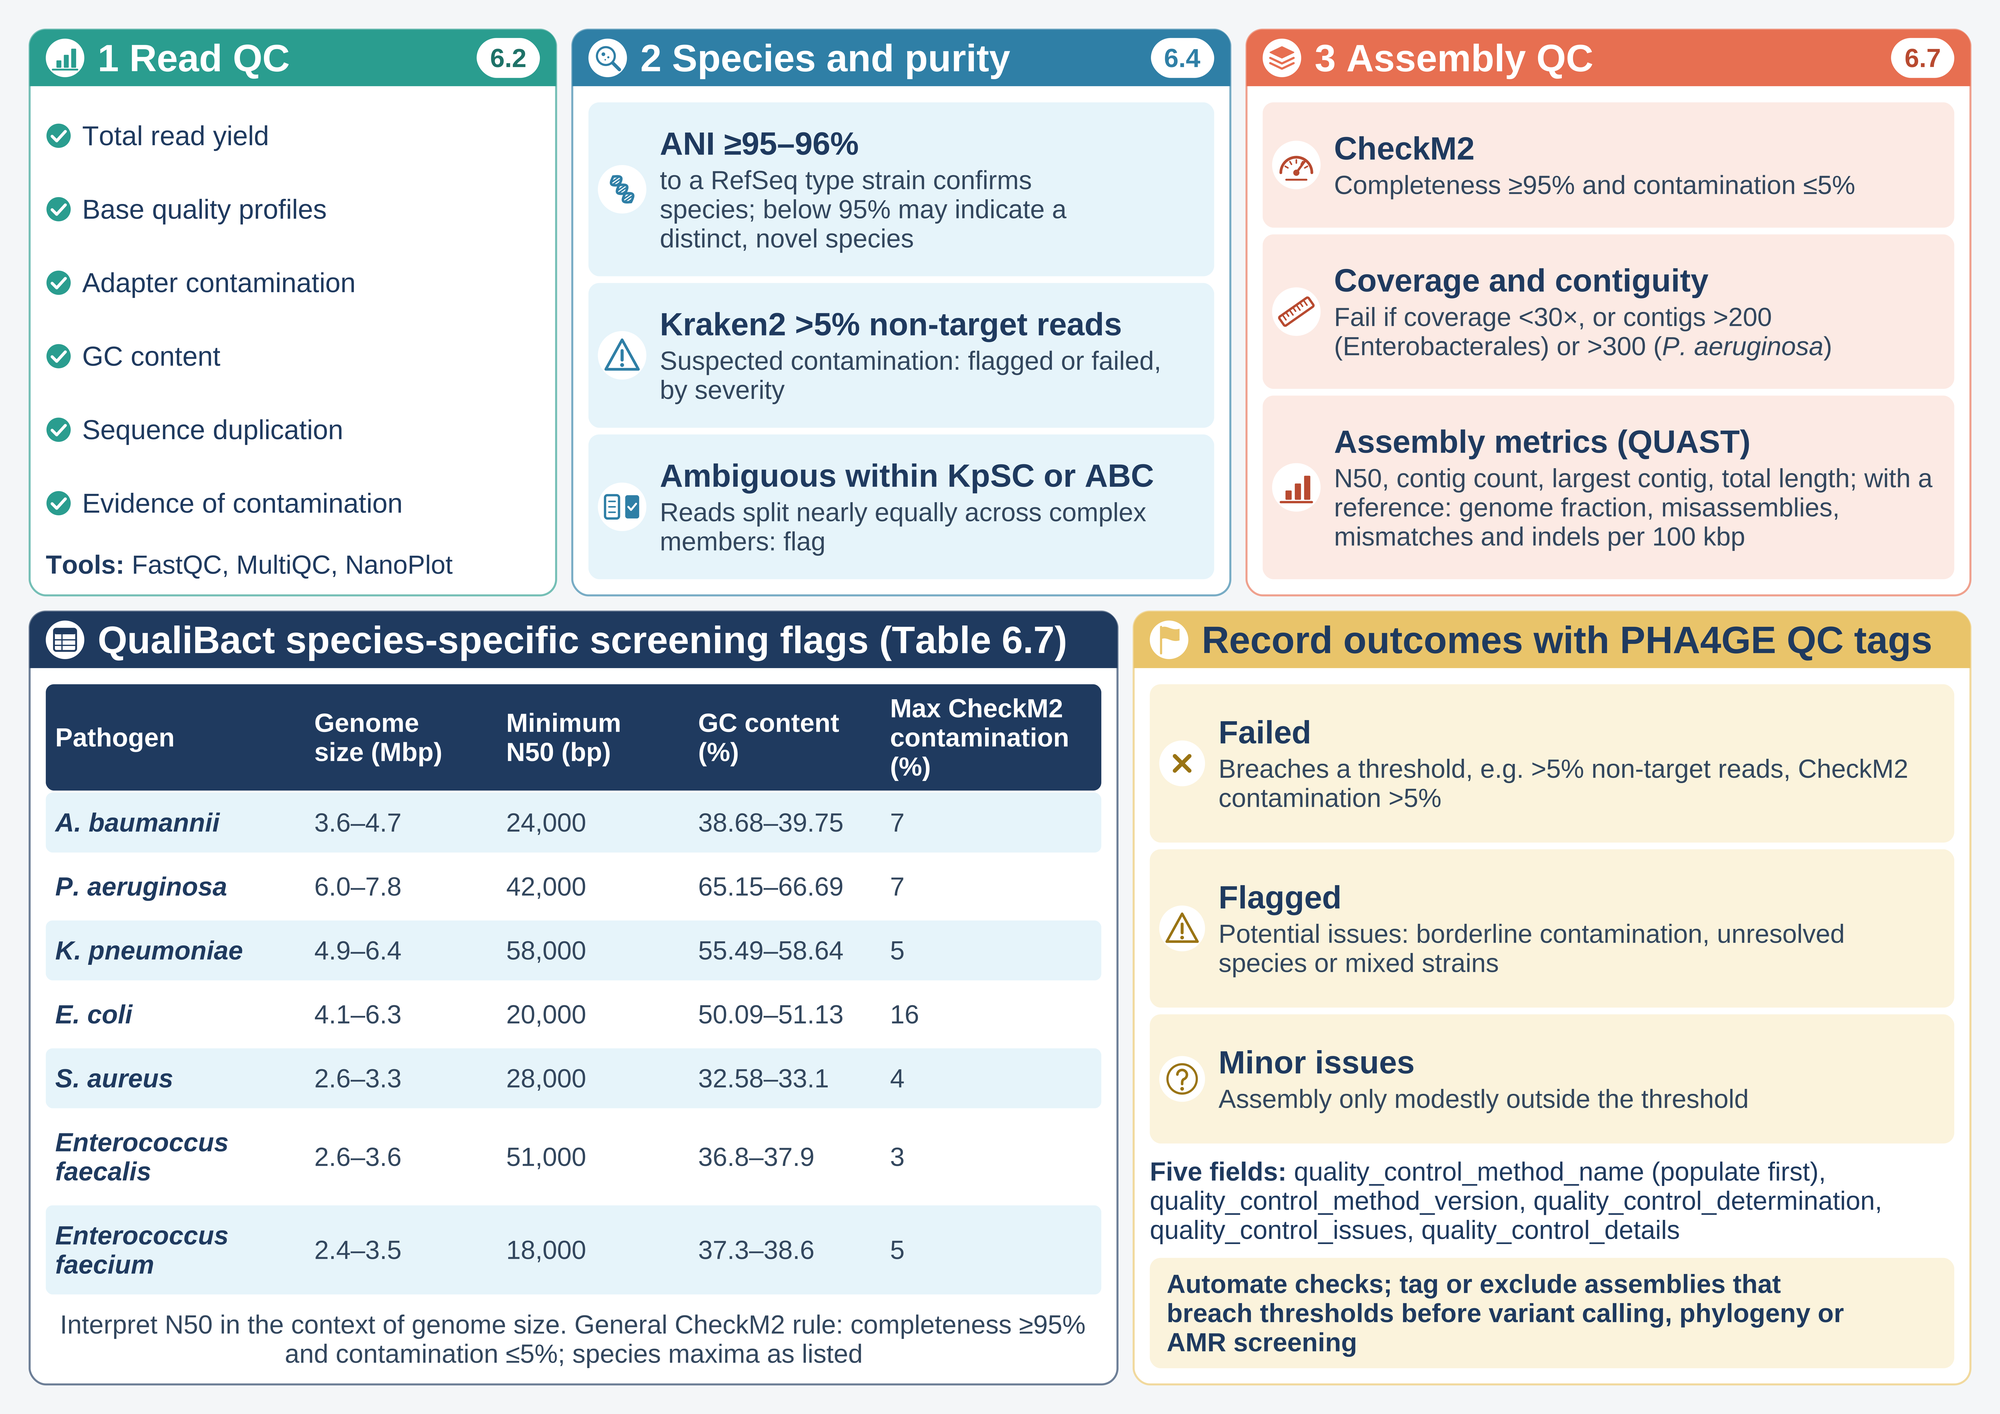 1 Read QC
6.2
Total read yield
Base quality profiles
Adapter contamination
GC content
Sequence duplication
Evidence of contamination
Tools: FastQC, MultiQC, NanoPlot
2 Species and purity
6.4
ANI ≥95–96%
to a RefSeq type strain confirms
species; below 95% may indicate a
distinct, novel species
Kraken2 >5% non-target reads
Suspected contamination: flagged or failed,
by severity
Ambiguous within KpSC or ABC
Reads split nearly equally across complex
members: flag
3 Assembly QC
6.7
CheckM2
Completeness ≥95% and contamination ≤5%
Coverage and contiguity
Fail if coverage <30×, or contigs >200
(Enterobacterales) or >300 (P. aeruginosa)
Assembly metrics (QUAST)
N50, contig count, largest contig, total length; with a
reference: genome fraction, misassemblies,
mismatches and indels per 100 kbp
QualiBact species-specific screening flags (Table 6.7)
Pathogen
Genome
size (Mbp)
Minimum
N50 (bp)
GC content
(%)
Max CheckM2
contamination
(%)
A. baumannii 3.6–4.7 24,000 38.68–39.75 7
P. aeruginosa 6.0–7.8 42,000 65.15–66.69 7
K. pneumoniae 4.9–6.4 58,000 55.49–58.64 5
E. coli 4.1–6.3 20,000 50.09–51.13 16
S. aureus 2.6–3.3 28,000 32.58–33.1 4
Enterococcus
faecalis 2.6–3.6 51,000 36.8–37.9 3
Enterococcus
faecium 2.4–3.5 18,000 37.3–38.6 5
Interpret N50 in the context of genome size. General CheckM2 rule: completeness ≥95%
and contamination ≤5%; species maxima as listed
Record outcomes with PHA4GE QC tags
Failed
Breaches a threshold, e.g. >5% non-target reads, CheckM2
contamination >5%
Flagged
Potential issues: borderline contamination, unresolved
species or mixed strains
Minor issues
Assembly only modestly outside the threshold
Five fields: quality_control_method_name (populate first),
quality_control_method_version, quality_control_determination,
quality_control_issues, quality_control_details
Automate checks; tag or exclude assemblies that
breach thresholds before variant calling, phylogeny or
AMR screening